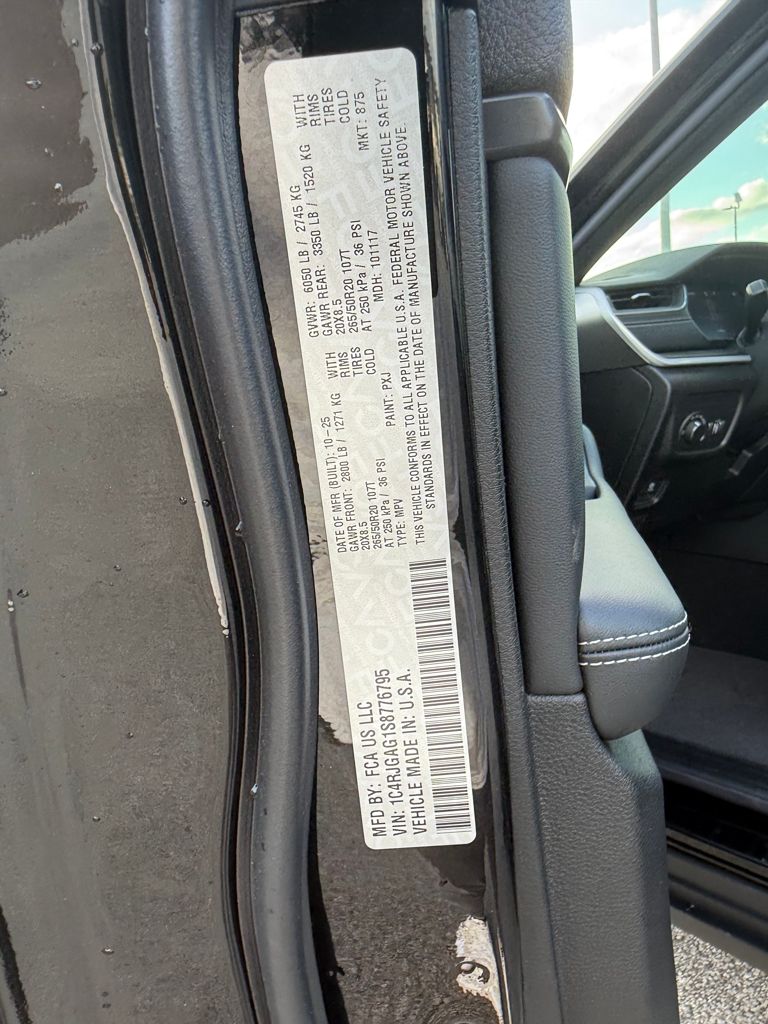 MFD BY: FCA US LLC
VIN: 1C4RJGAG1S8776795
VEHICLE MADE IN: U.S.A.
DATE OF MFR (BUILT): 10-25
GVWR: 6050 LB / 2745 KG
GAWR FRONT: 2800 LB / 1271 KG WITH
20X8.5 RIMS
265/50R20 107T TIRES
AT 250 kPa / 36 PSI COLD
GAWR REAR: 3350 LB / 1520 KG WITH
20X8.5 RIMS
265/50R20 107T TIRES
AT 250 kPa / 36 PSI COLD
TYPE: MPV PAINT: PXJ MDH: 101117 MKT: 875
THIS VEHICLE CONFORMS TO ALL APPLICABLE U.S.A. FEDERAL MOTOR VEHICLE SAFETY
STANDARDS IN EFFECT ON THE DATE OF MANUFACTURE SHOWN ABOVE.